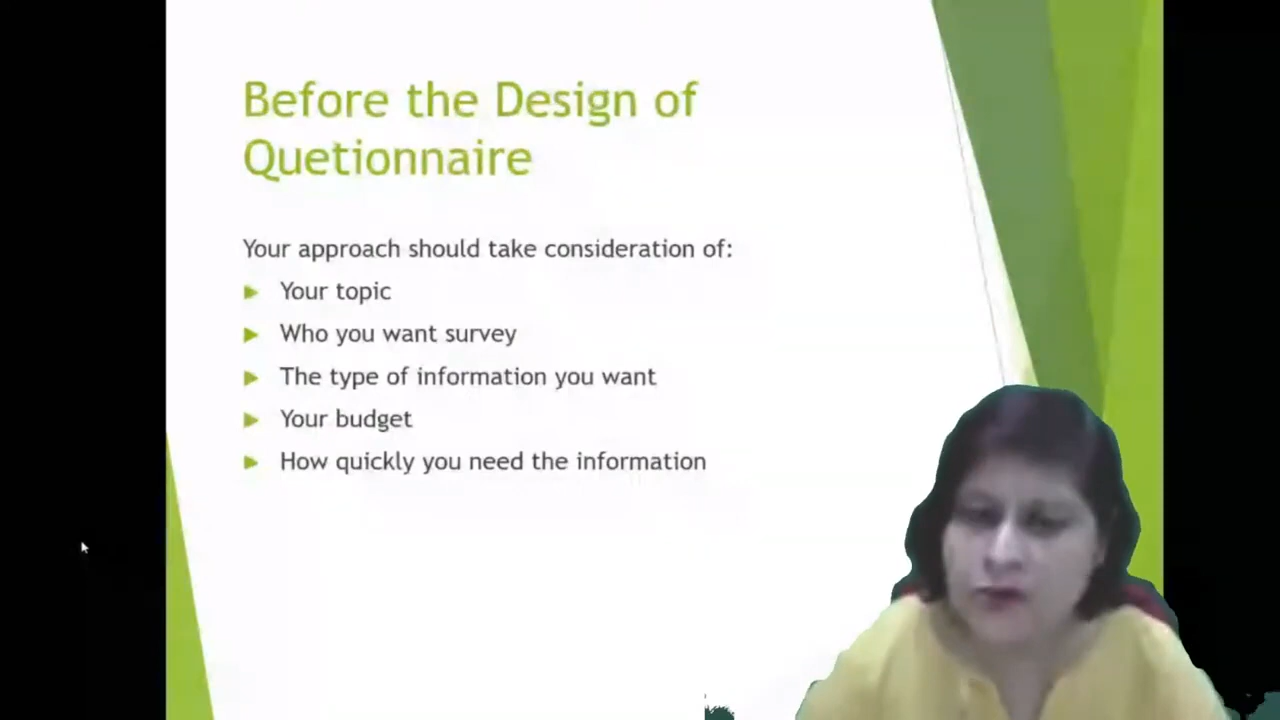 Before the Design of
Quetionnaire
Your approach should take consideration of:
Your topic
Who you want survey
The type of information you want
Your budget
How quickly you need the information